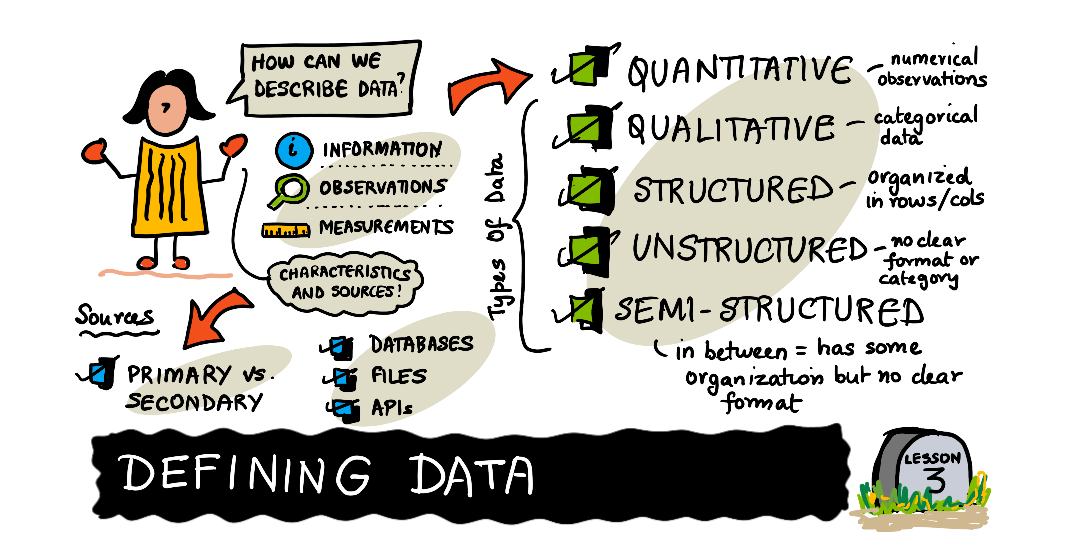 HOW CAN WE
DESCRIBE DATA?
i INFORMATION
OBSERVATIONS
MEASUREMENTS
CHARACTERISTICS
AND SOURCES!
Sources
PRIMARY vs.
SECONDARY
DATABASES
FILES
APIs
Types Of Data
QUANTITATIVE - numerical
observations
QUALITATIVE - categorical
data
STRUCTURED - organized
in rows/cols
UNSTRUCTURED - no clear
format or
category
SEMI-STRUCTURED
in between = has some
organization but no clear
format
DEFINING DATA
LESSON
3